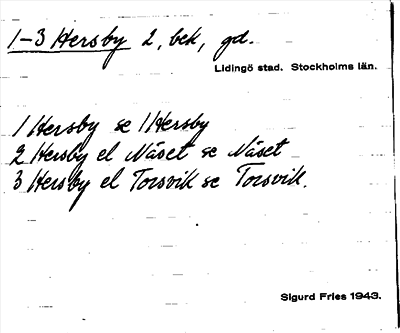 1-3 Hersby 2, bek, gd.
Lidingö stad. Stockholms län.
1 Hersby se 1 Hersby
2 Hersby el Näset se Näset
3 Hersby el Torsvik se Torsvik.
Sigurd Fries 1943.